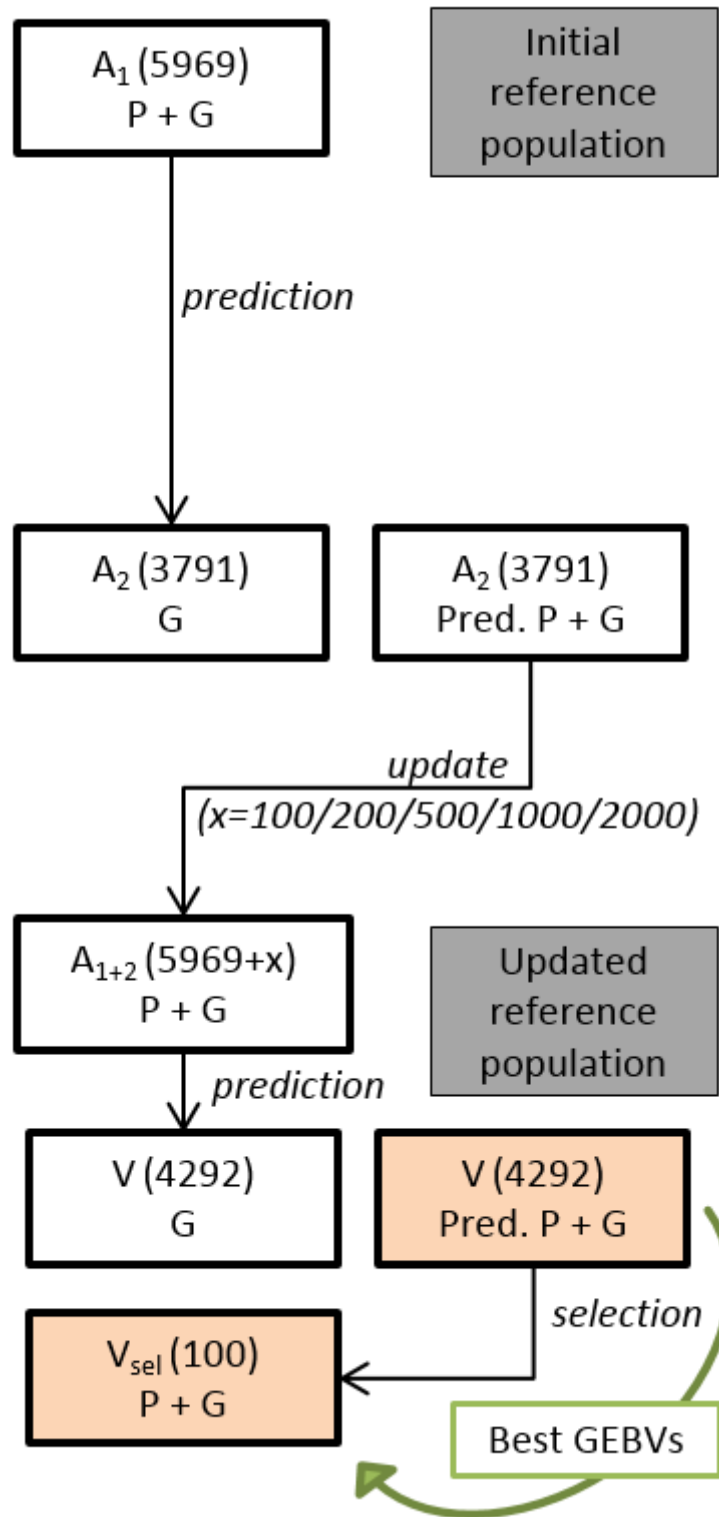 A₁ (5969)
P + G
Initial
reference
population
prediction
A₂ (3791)
G
A₂ (3791)
Pred. P + G
update
(x=100/200/500/1000/2000)
A₁₊₂ (5969+x)
P + G
Updated
reference
population
prediction
V (4292)
G
V (4292)
Pred. P + G
selection
Vsel (100)
P + G
Best GEBVs